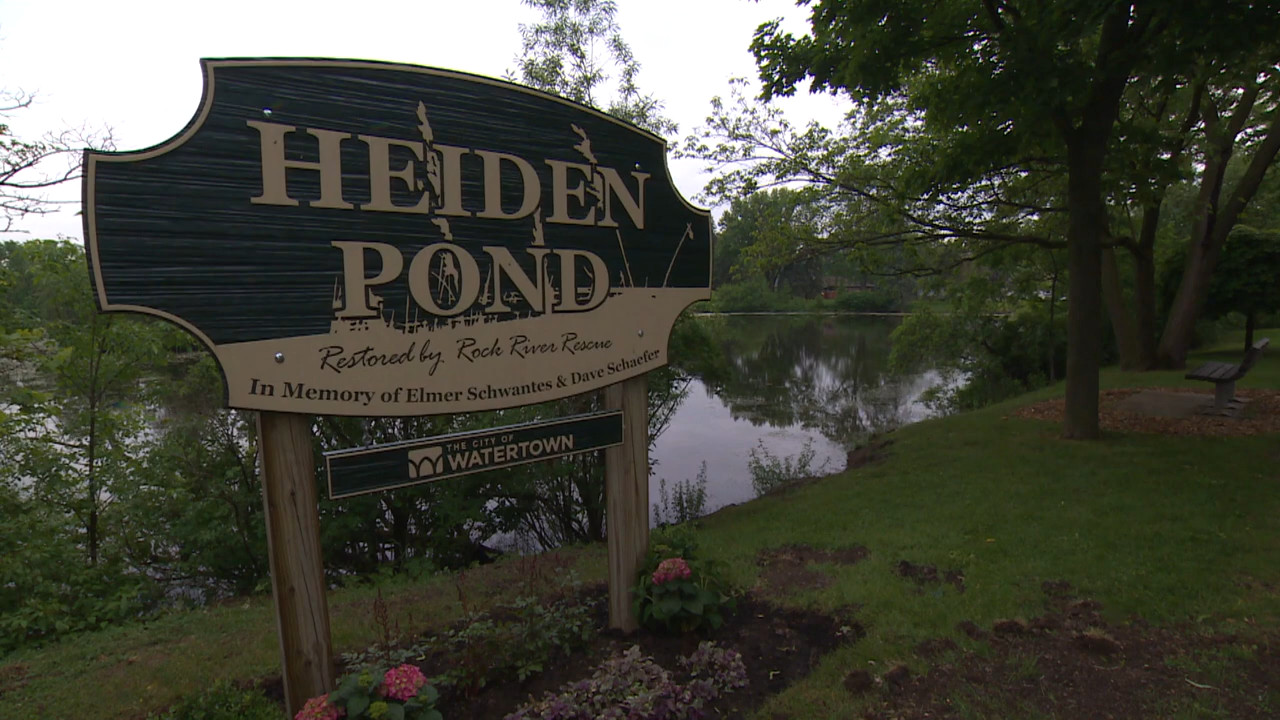 HEIDEN
POND
Restored by Rock River Rescue
In Memory of Elmer Schwantes & Dave Schaefer
THE CITY OF
WATERTOWN